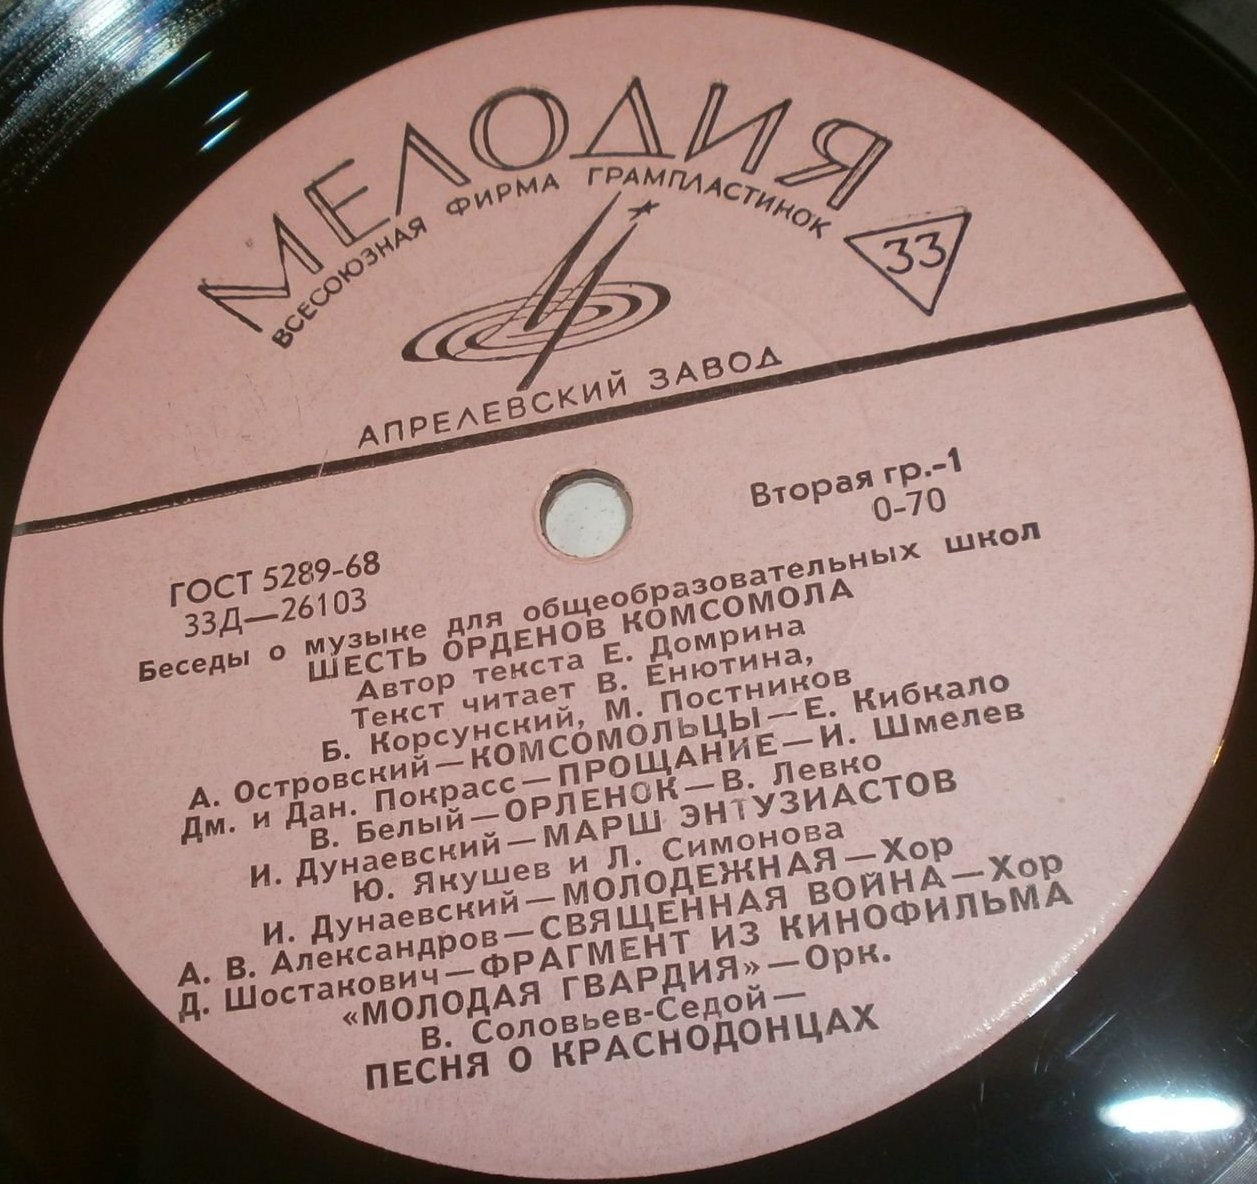 МЕЛОДИЯ
ВСЕСОЮЗНАЯ ФИРМА ГРАМПЛАСТИНОК
33
АПРЕЛЕВСКИЙ ЗАВОД
Вторая гр.-1
0-70
ГОСТ 5289-68
33Д—26103
Беседы о музыке для общеобразовательных школ
ШЕСТЬ ОРДЕНОВ КОМСОМОЛА
Автор текста Е. Домрина
Текст читает В. Енютина,
Б. Корсунский, М. Постников
А. Островский—КОМСОМОЛЬЦЫ—Е. Кибкало
Дм. и Дан. Покрасс—ПРОЩАНИЕ—И. Шмелев
В. Белый—ОРЛЕНОК—В. Левко
И. Дунаевский—МАРШ ЭНТУЗИАСТОВ
Ю. Якушев и Л. Симонова
И. Дунаевский—МОЛОДЕЖНАЯ—Хор
А. В. Александров—СВЯЩЕННАЯ ВОЙНА—Хор
Д. Шостакович—ФРАГМЕНТ ИЗ КИНОФИЛЬМА
«МОЛОДАЯ ГВАРДИЯ»—Орк.
В. Соловьев-Седой—
ПЕСНЯ О КРАСНОДОНЦАХ